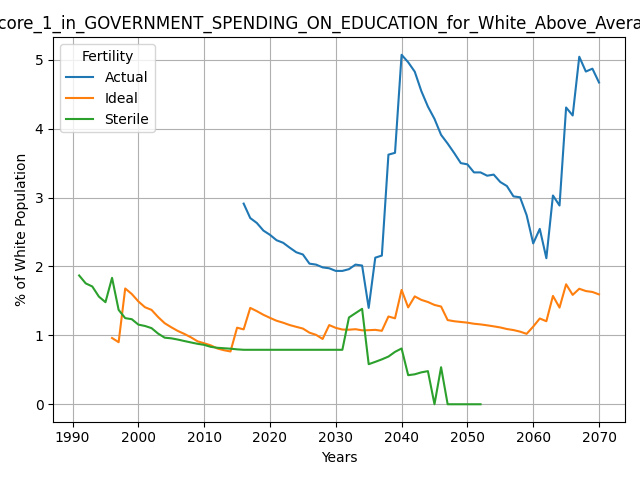 core_1_in_GOVERNMENT_SPENDING_ON_EDUCATION_for_White_Above_Avera
Fertility
Actual
Ideal
Sterile
% of White Population
5
4
3
2
1
0
1990 2000 2010 2020 2030 2040 2050 2060 2070
Years